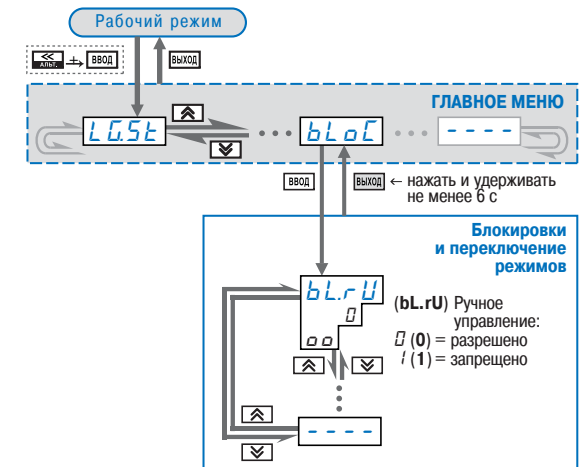 Рабочий режим
≪ АЛЬТ. + ВВОД
ВЫХОД
ГЛАВНОЕ МЕНЮ
LG.St
bLoC
- - - -
ВВОД
ВЫХОД ← нажать и удерживать
не менее 6 с
Блокировки
и переключение
режимов
bL.rU
0
oo
(bL.rU) Ручное
управление:
0 (0) = разрешено
1 (1) = запрещено
- - - -